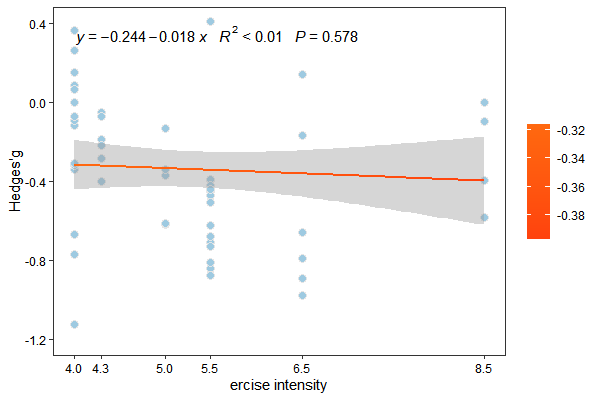 y = −0.244 − 0.018 x R² < 0.01 P = 0.578
0.4
0.0
-0.4
-0.8
-1.2
Hedges'g
4.0 4.3 5.0 5.5 6.5 8.5
ercise intensity
-0.32
-0.34
-0.36
-0.38